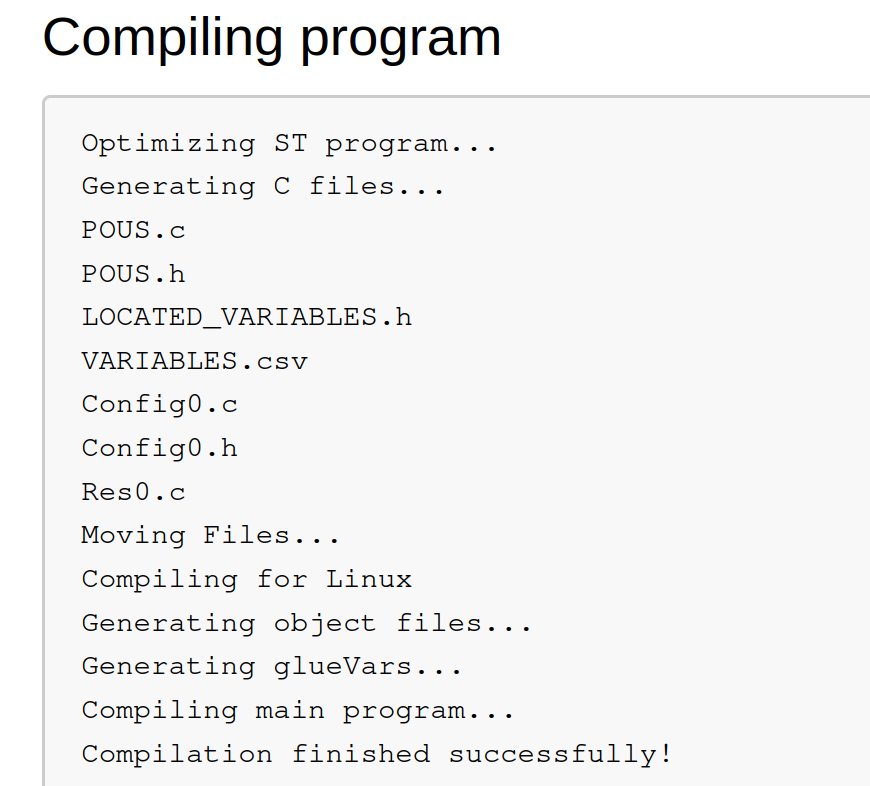 Compiling program
Optimizing ST program...
Generating C files...
POUS.c
POUS.h
LOCATED_VARIABLES.h
VARIABLES.csv
Config0.c
Config0.h
Res0.c
Moving Files...
Compiling for Linux
Generating object files...
Generating glueVars...
Compiling main program...
Compilation finished successfully!